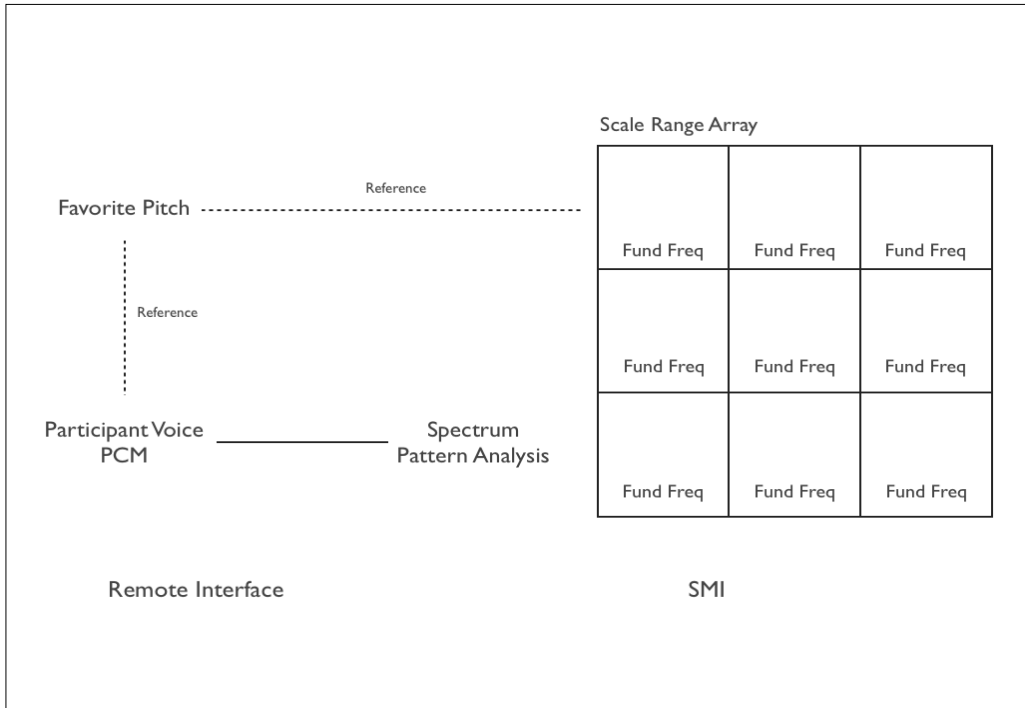 Scale Range Array
Reference
Favorite Pitch
Fund Freq Fund Freq Fund Freq
Reference
Fund Freq Fund Freq Fund Freq
Participant Voice
PCM
Spectrum
Pattern Analysis
Fund Freq Fund Freq Fund Freq
Remote Interface
SMI